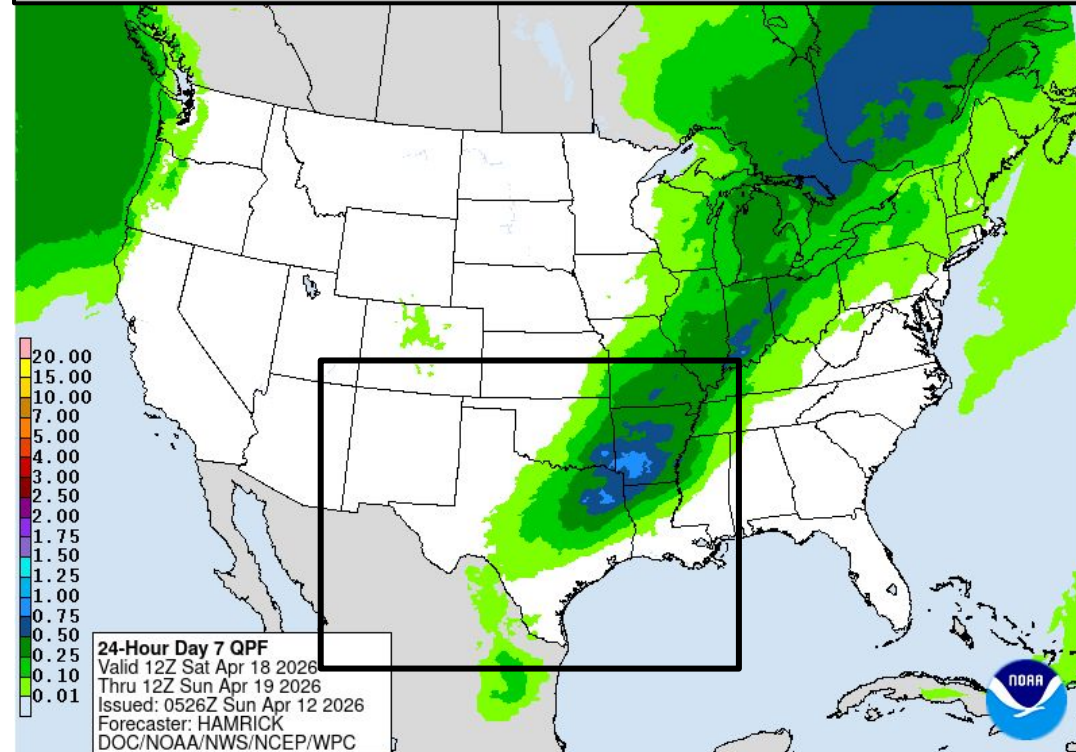 20.00
15.00
10.00
7.00
5.00
4.00
3.00
2.50
2.00
1.75
1.50
1.25
1.00
0.75
0.50
0.25
0.10
0.01
24-Hour Day 7 QPF
Valid 12Z Sat Apr 18 2026
Thru 12Z Sun Apr 19 2026
Issued: 0526Z Sun Apr 12 2026
Forecaster: HAMRICK
DOC/NOAA/NWS/NCEP/WPC
NOAA